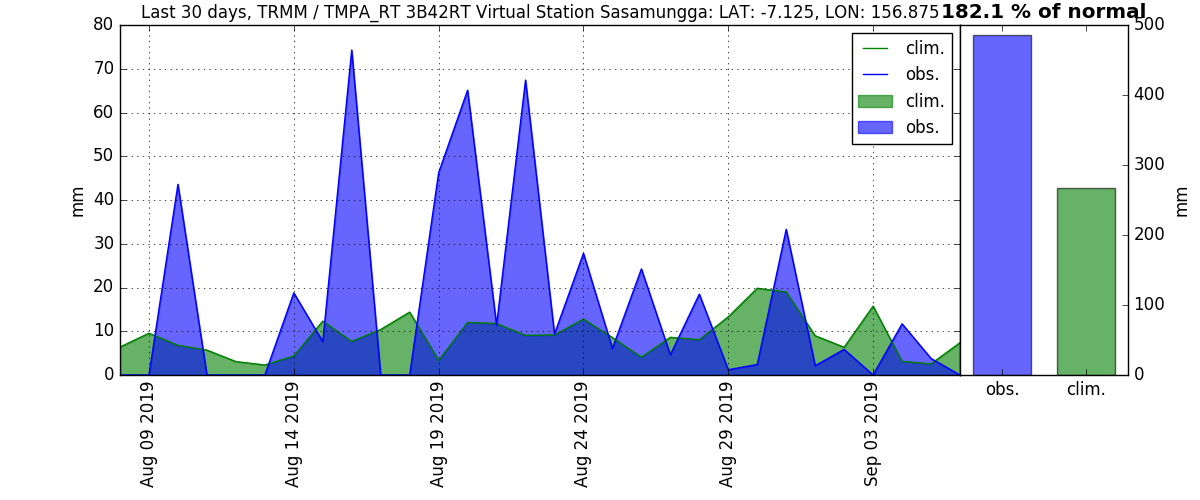 Last 30 days, TRMM / TMPA_RT 3B42RT Virtual Station Sasamungga: LAT: -7.125, LON: 156.875
182.1 % of normal
80
70
60
50
40
30
20
10
0
mm
clim.
obs.
clim.
obs.
Aug 09 2019
Aug 14 2019
Aug 19 2019
Aug 24 2019
Aug 29 2019
Sep 03 2019
500
400
300
200
100
0
mm
obs.
clim.